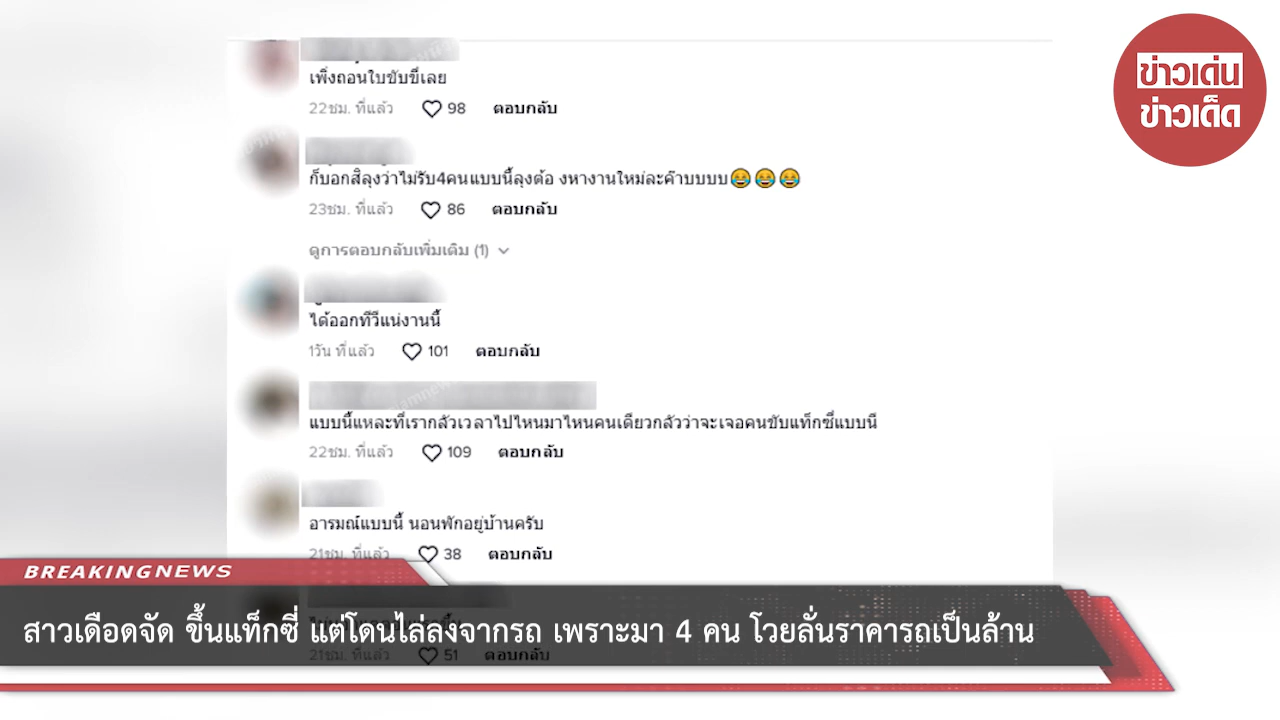 ข่าวเด่น
ข่าวเด็ด
เพิ่งถอนใบขับขี่เลย
22ชม. ที่แล้ว 98 ตอบกลับ
ก็บอกสิลุงว่าไม่รับ4คนแบบนี้ลุงต้อ งหางานใหม่ละค๊าบบบบ😂😂😂
23ชม. ที่แล้ว 86 ตอบกลับ
ดูการตอบกลับเพิ่มเติม (1)
ได้ออกทีวีแน่งานนี้
1วัน ที่แล้ว 101 ตอบกลับ
แบบนี้แหละที่เรากลัวเวลาไปไหนมาไหนคนเดียวกลัวว่าจะเจอคนขับแท็กซี่แบบนี้
22ชม. ที่แล้ว 109 ตอบกลับ
อารมณ์แบบนี้ นอนพักอยู่บ้านครับ
21ชม. ที่แล้ว 38 ตอบกลับ
BREAKINGNEWS
สาวเดือดจัด ขึ้นแท็กซี่ แต่โดนไล่ลงจากรถ เพราะมา 4 คน โวยลั่นราคารถเป็นล้าน
21ชม. ที่แล้ว 51 ตอบกลับ